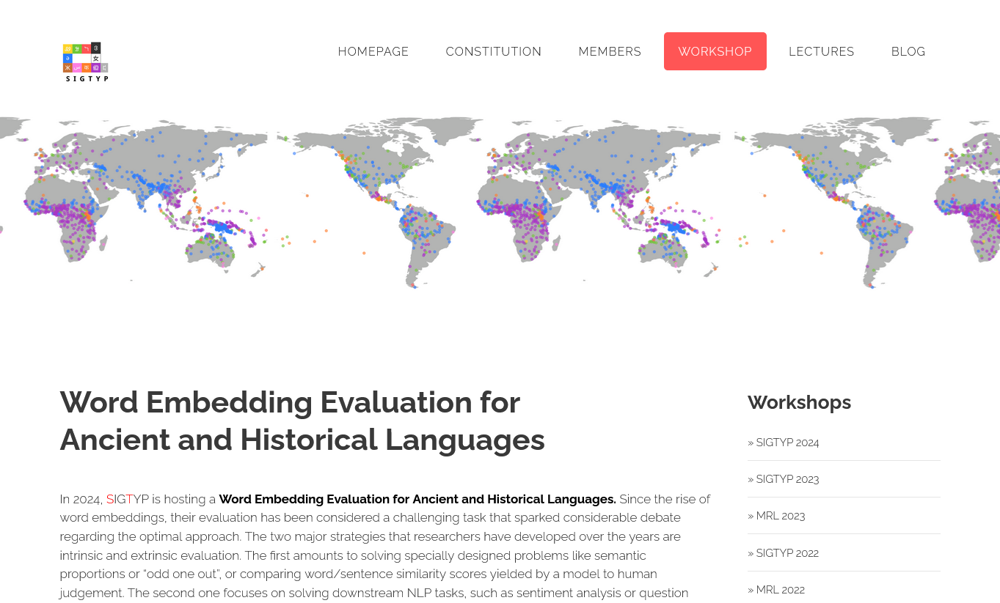 SIGTYP
HOMEPAGE
CONSTITUTION
MEMBERS
WORKSHOP
LECTURES
BLOG
Word Embedding Evaluation for
Ancient and Historical Languages
In 2024, SIGTYP is hosting a Word Embedding Evaluation for Ancient and Historical Languages. Since the rise of
word embeddings, their evaluation has been considered a challenging task that sparked considerable debate
regarding the optimal approach. The two major strategies that researchers have developed over the years are
intrinsic and extrinsic evaluation. The first amounts to solving specially designed problems like semantic
proportions or “odd one out”, or comparing word/sentence similarity scores yielded by a model to human
judgement. The second one focuses on solving downstream NLP tasks, such as sentiment analysis or question
Workshops
» SIGTYP 2024
» SIGTYP 2023
» MRL 2023
» SIGTYP 2022
» MRL 2022